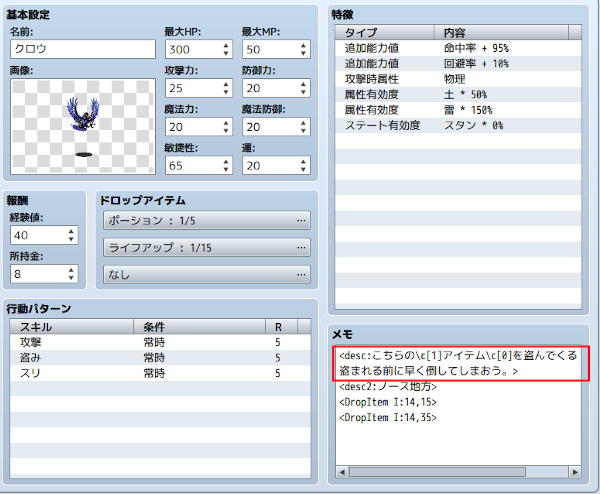 基本設定
名前:
クロウ
画像:
最大HP:
300
最大MP:
50
攻撃力:
25
防御力:
20
魔法力:
20
魔法防御:
20
敏捷性:
65
運:
20
報酬
経験値:
40
所持金:
8
ドロップアイテム
ポーション : 1/5 ...
ライフアップ : 1/15 ...
なし ...
行動パターン
スキル 条件 R
攻撃 常時 5
盗み 常時 5
スリ 常時 5
特徴
タイプ 内容
追加能力値 命中率 + 95%
追加能力値 回避率 + 10%
攻撃時属性 物理
属性有効度 土 * 50%
属性有効度 雷 * 150%
ステート有効度 スタン * 0%
メモ
<desc:こちらの\c[1]アイテム\c[0]を盗んでくる
盗まれる前に早く倒してしまおう。>
<desc2:ノース地方>
<DropItem I:14,15>
<DropItem I:14,35>